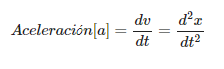 Aceleración[a] = dv/dt = d²x/dt²